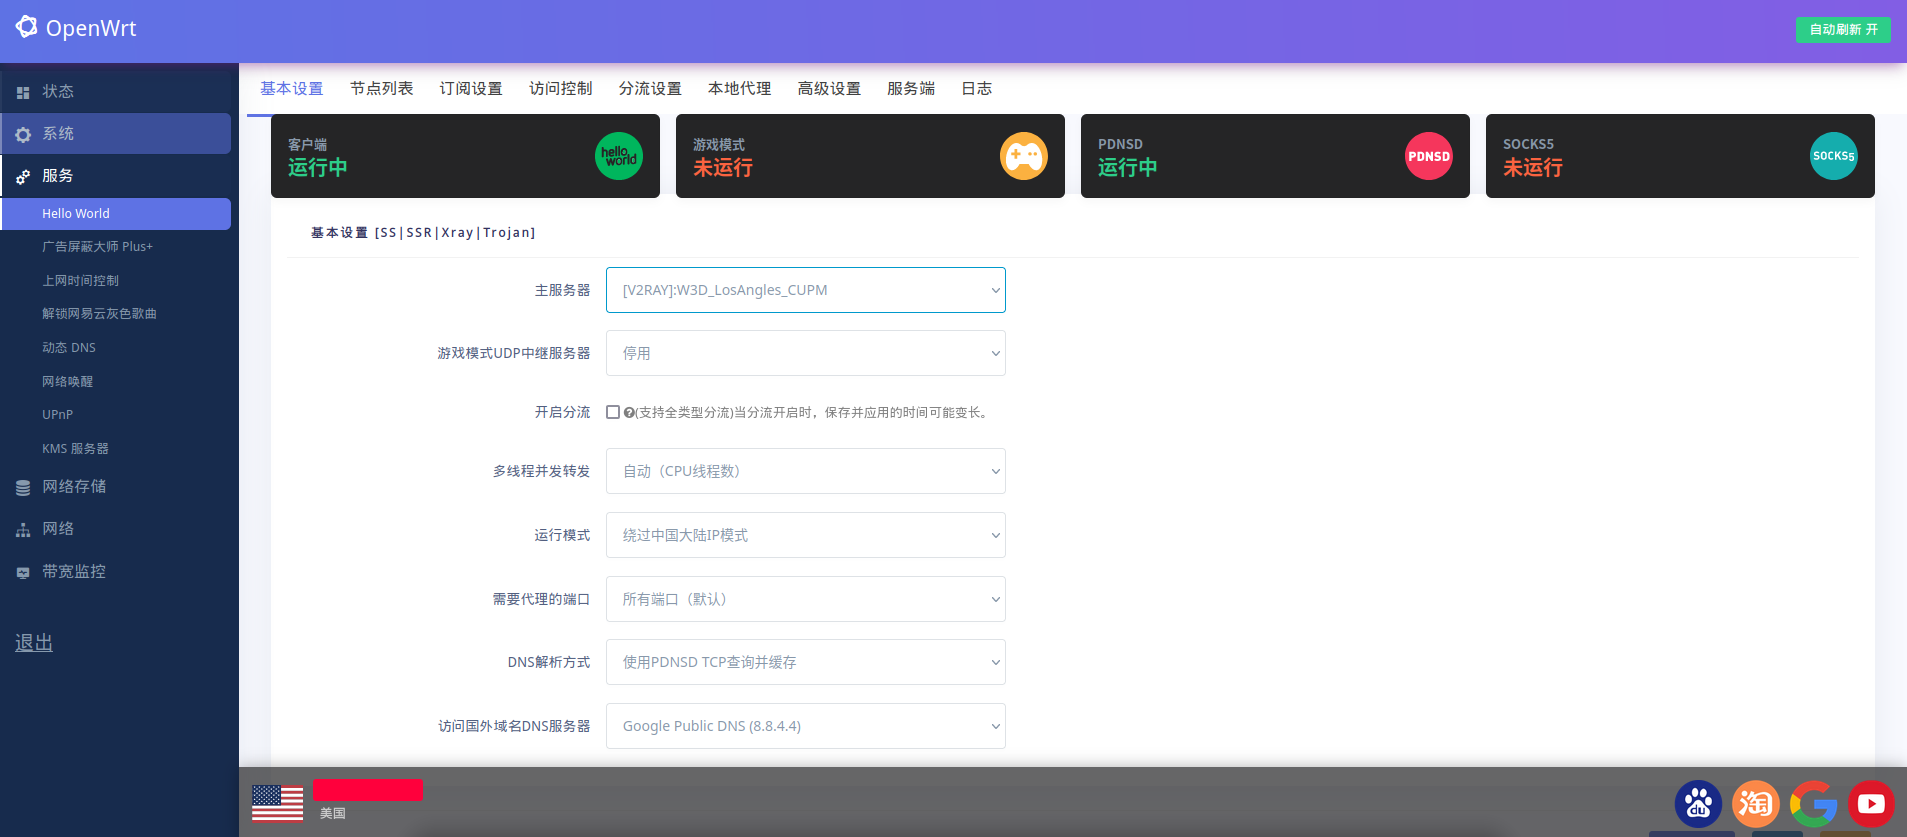 OpenWrt
自动刷新 开
状态
系统
服务
Hello World
广告屏蔽大师 Plus+
上网时间控制
解锁网易云灰色歌曲
动态 DNS
网络唤醒
UPnP
KMS 服务器
网络存储
网络
带宽监控
退出
基本设置 节点列表 订阅设置 访问控制 分流设置 本地代理 高级设置 服务端 日志
客户端
运行中
hello world
游戏模式
未运行
PDNSD
运行中
PDNSD
SOCKS5
未运行
SOCKS5
基本设置 [SS|SSR|Xray|Trojan]
主服务器 [V2RAY]:W3D_LosAngles_CUPM
游戏模式UDP中继服务器 停用
开启分流 (支持全类型分流)当分流开启时，保存并应用的时间可能变长。
多线程并发转发 自动（CPU线程数）
运行模式 绕过中国大陆IP模式
需要代理的端口 所有端口（默认）
DNS解析方式 使用PDNSD TCP查询并缓存
访问国外域名DNS服务器 Google Public DNS (8.8.4.4)
美国
du
淘
G